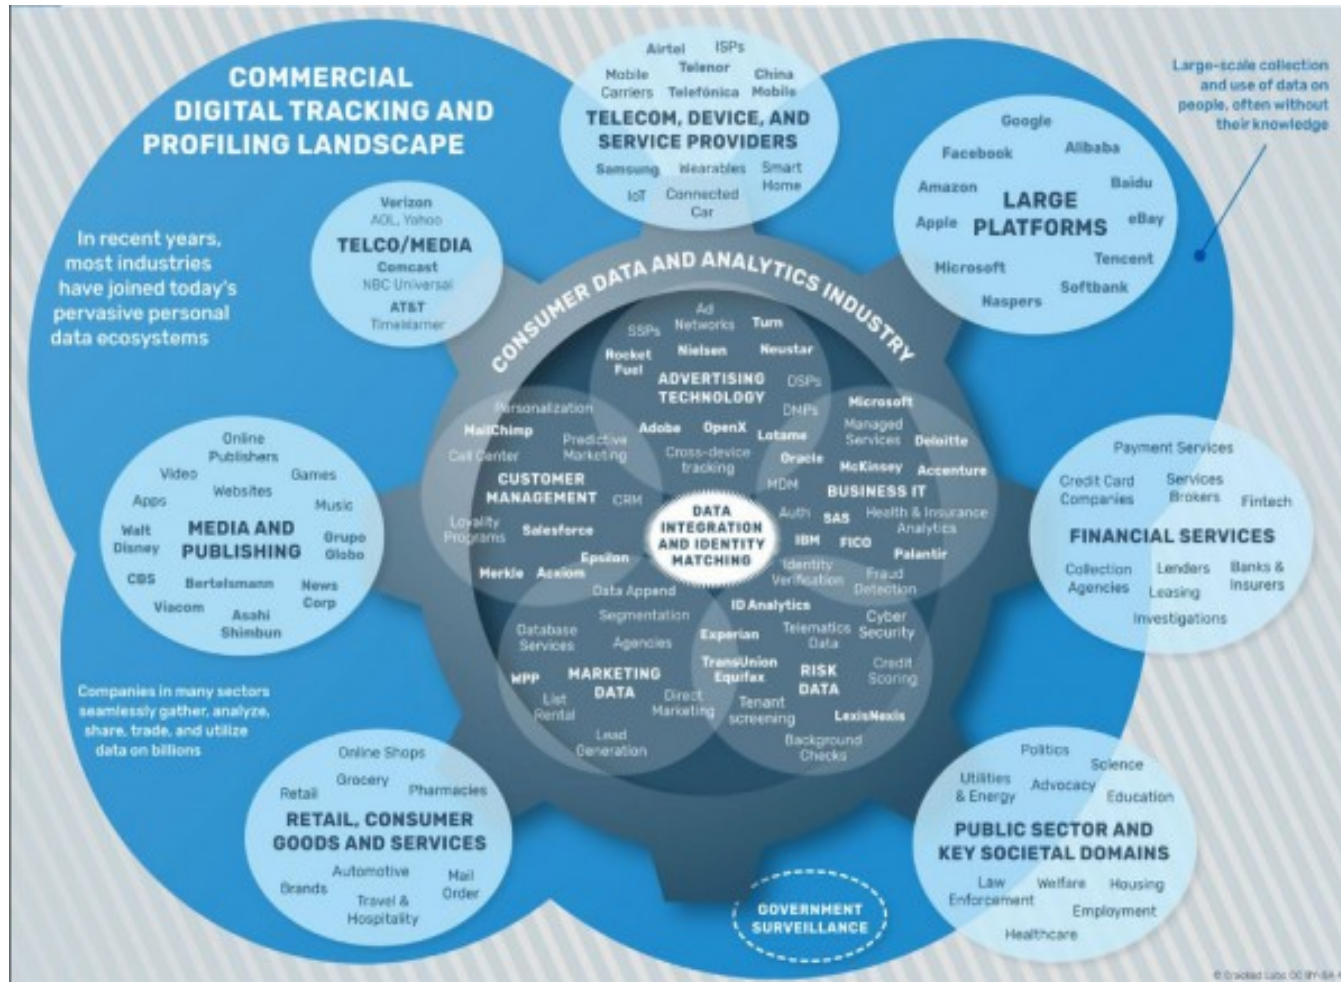 COMMERCIAL
DIGITAL TRACKING AND
PROFILING LANDSCAPE
In recent years,
most industries
have joined today's
pervasive personal
data ecosystems
Airtel ISPs
Telenor
Mobile
Carriers
Telefónica
China
Mobile
TELECOM, DEVICE, AND
SERVICE PROVIDERS
Samsung Wearables
Smart
Home
IoT
Connected
Car
Large-scale collection
and use of data on
people, often without
their knowledge
Google
Facebook Alibaba
Amazon Baidu
LARGE
PLATFORMS
Apple eBay
Microsoft Tencent
Softbank
Naspers
Verizon
AOL, Yahoo
TELCO/MEDIA
Comcast
NBC Universal
AT&T
TimeWarner
CONSUMER DATA AND ANALYTICS INDUSTRY
Ad
Networks
SSPs
Turn
Rocket
Fuel
Nielsen
Neustar
ADVERTISING
TECHNOLOGY
DSPs
DMPs
Adobe OpenX Lotame
Cross-device
tracking
Personalization
MailChimp
Predictive
Marketing
Call Center
CUSTOMER
MANAGEMENT
CRM
Loyality
Programs
Salesforce
Epsilon
Merkle Acxiom
Microsoft
Managed
Services
Deloitte
Oracle
McKinsey
Accenture
MDM
BUSINESS IT
Auth
SAS
Health & Insurance
Analytics
IBM FICO
Palantir
DATA
INTEGRATION
AND IDENTITY
MATCHING
Identity
Verification
Fraud
Detection
Data Append
Segmentation
Database
Services
Agencies
WPP
MARKETING
DATA
List
Rental
Direct
Marketing
Lead
Generation
ID Analytics
Cyber
Security
Experian
Telematics
Data
TransUnion
Equifax
RISK
DATA
Credit
Scoring
Tenant
screening
LexisNexis
Background
Checks
Online
Publishers
Video
Games
Websites
Apps
Music
MEDIA AND
PUBLISHING
Walt
Disney
Grupo
Globo
CBS
Bertelsmann
News
Corp
Viacom
Asahi
Shimbun
Payment Services
Credit Card
Companies
Services
Brokers
Fintech
FINANCIAL SERVICES
Collection
Agencies
Lenders
Banks &
Insurers
Leasing
Investigations
Companies in many sectors
seamlessly gather, analyze,
share, trade, and utilize
data on billions
Online Shops
Grocery
Retail
Pharmacies
RETAIL, CONSUMER
GOODS AND SERVICES
Automotive
Brands
Mail
Order
Travel &
Hospitality
GOVERNMENT
SURVEILLANCE
Politics
Science
Utilities
& Energy
Advocacy
Education
PUBLIC SECTOR AND
KEY SOCIETAL DOMAINS
Law
Enforcement
Welfare
Housing
Employment
Healthcare
© Cracked Labs CC BY-SA